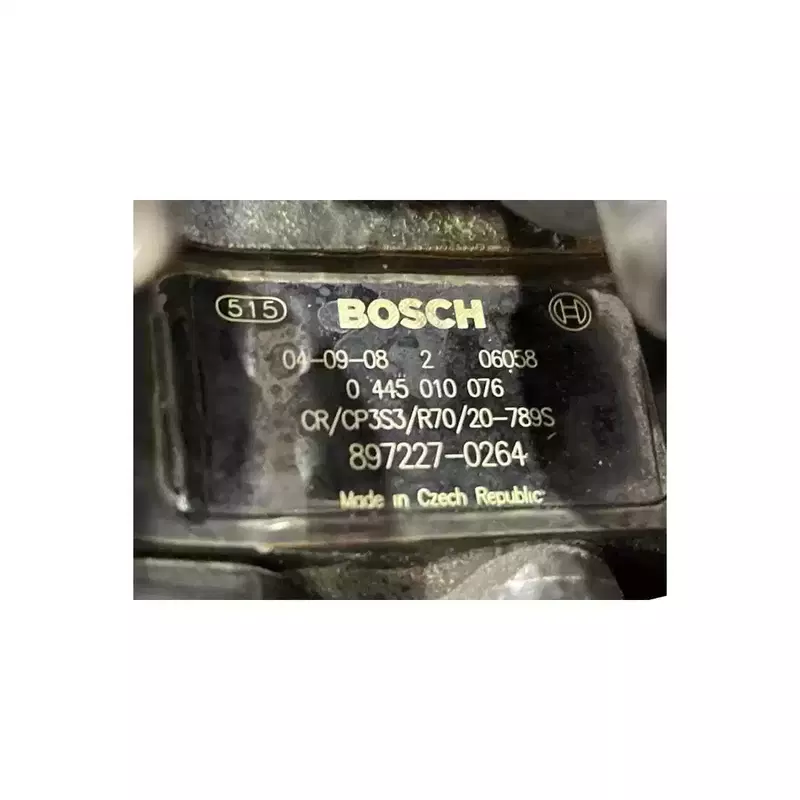 515 BOSCH
04-09-08 2 06058
0 445 010 076
CR/CP3S3/R70/20-789S
897227-0264
Made in Czech Republic